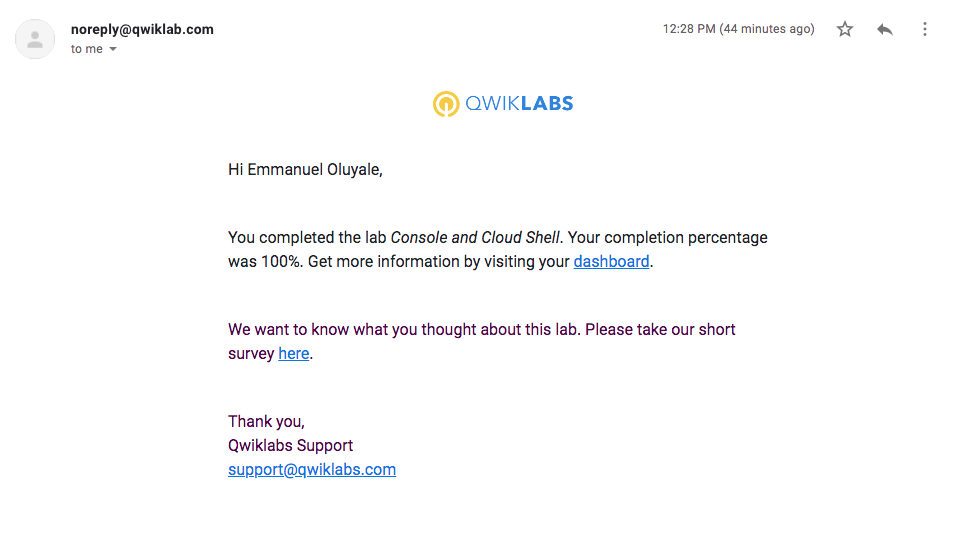 noreply@qwiklab.com
12:28 PM (44 minutes ago)
to me
QWIKLABS
Hi Emmanuel Oluyale,
You completed the lab Console and Cloud Shell. Your completion percentage
was 100%. Get more information by visiting your dashboard.
We want to know what you thought about this lab. Please take our short
survey here.
Thank you,
Qwiklabs Support
support@qwiklabs.com